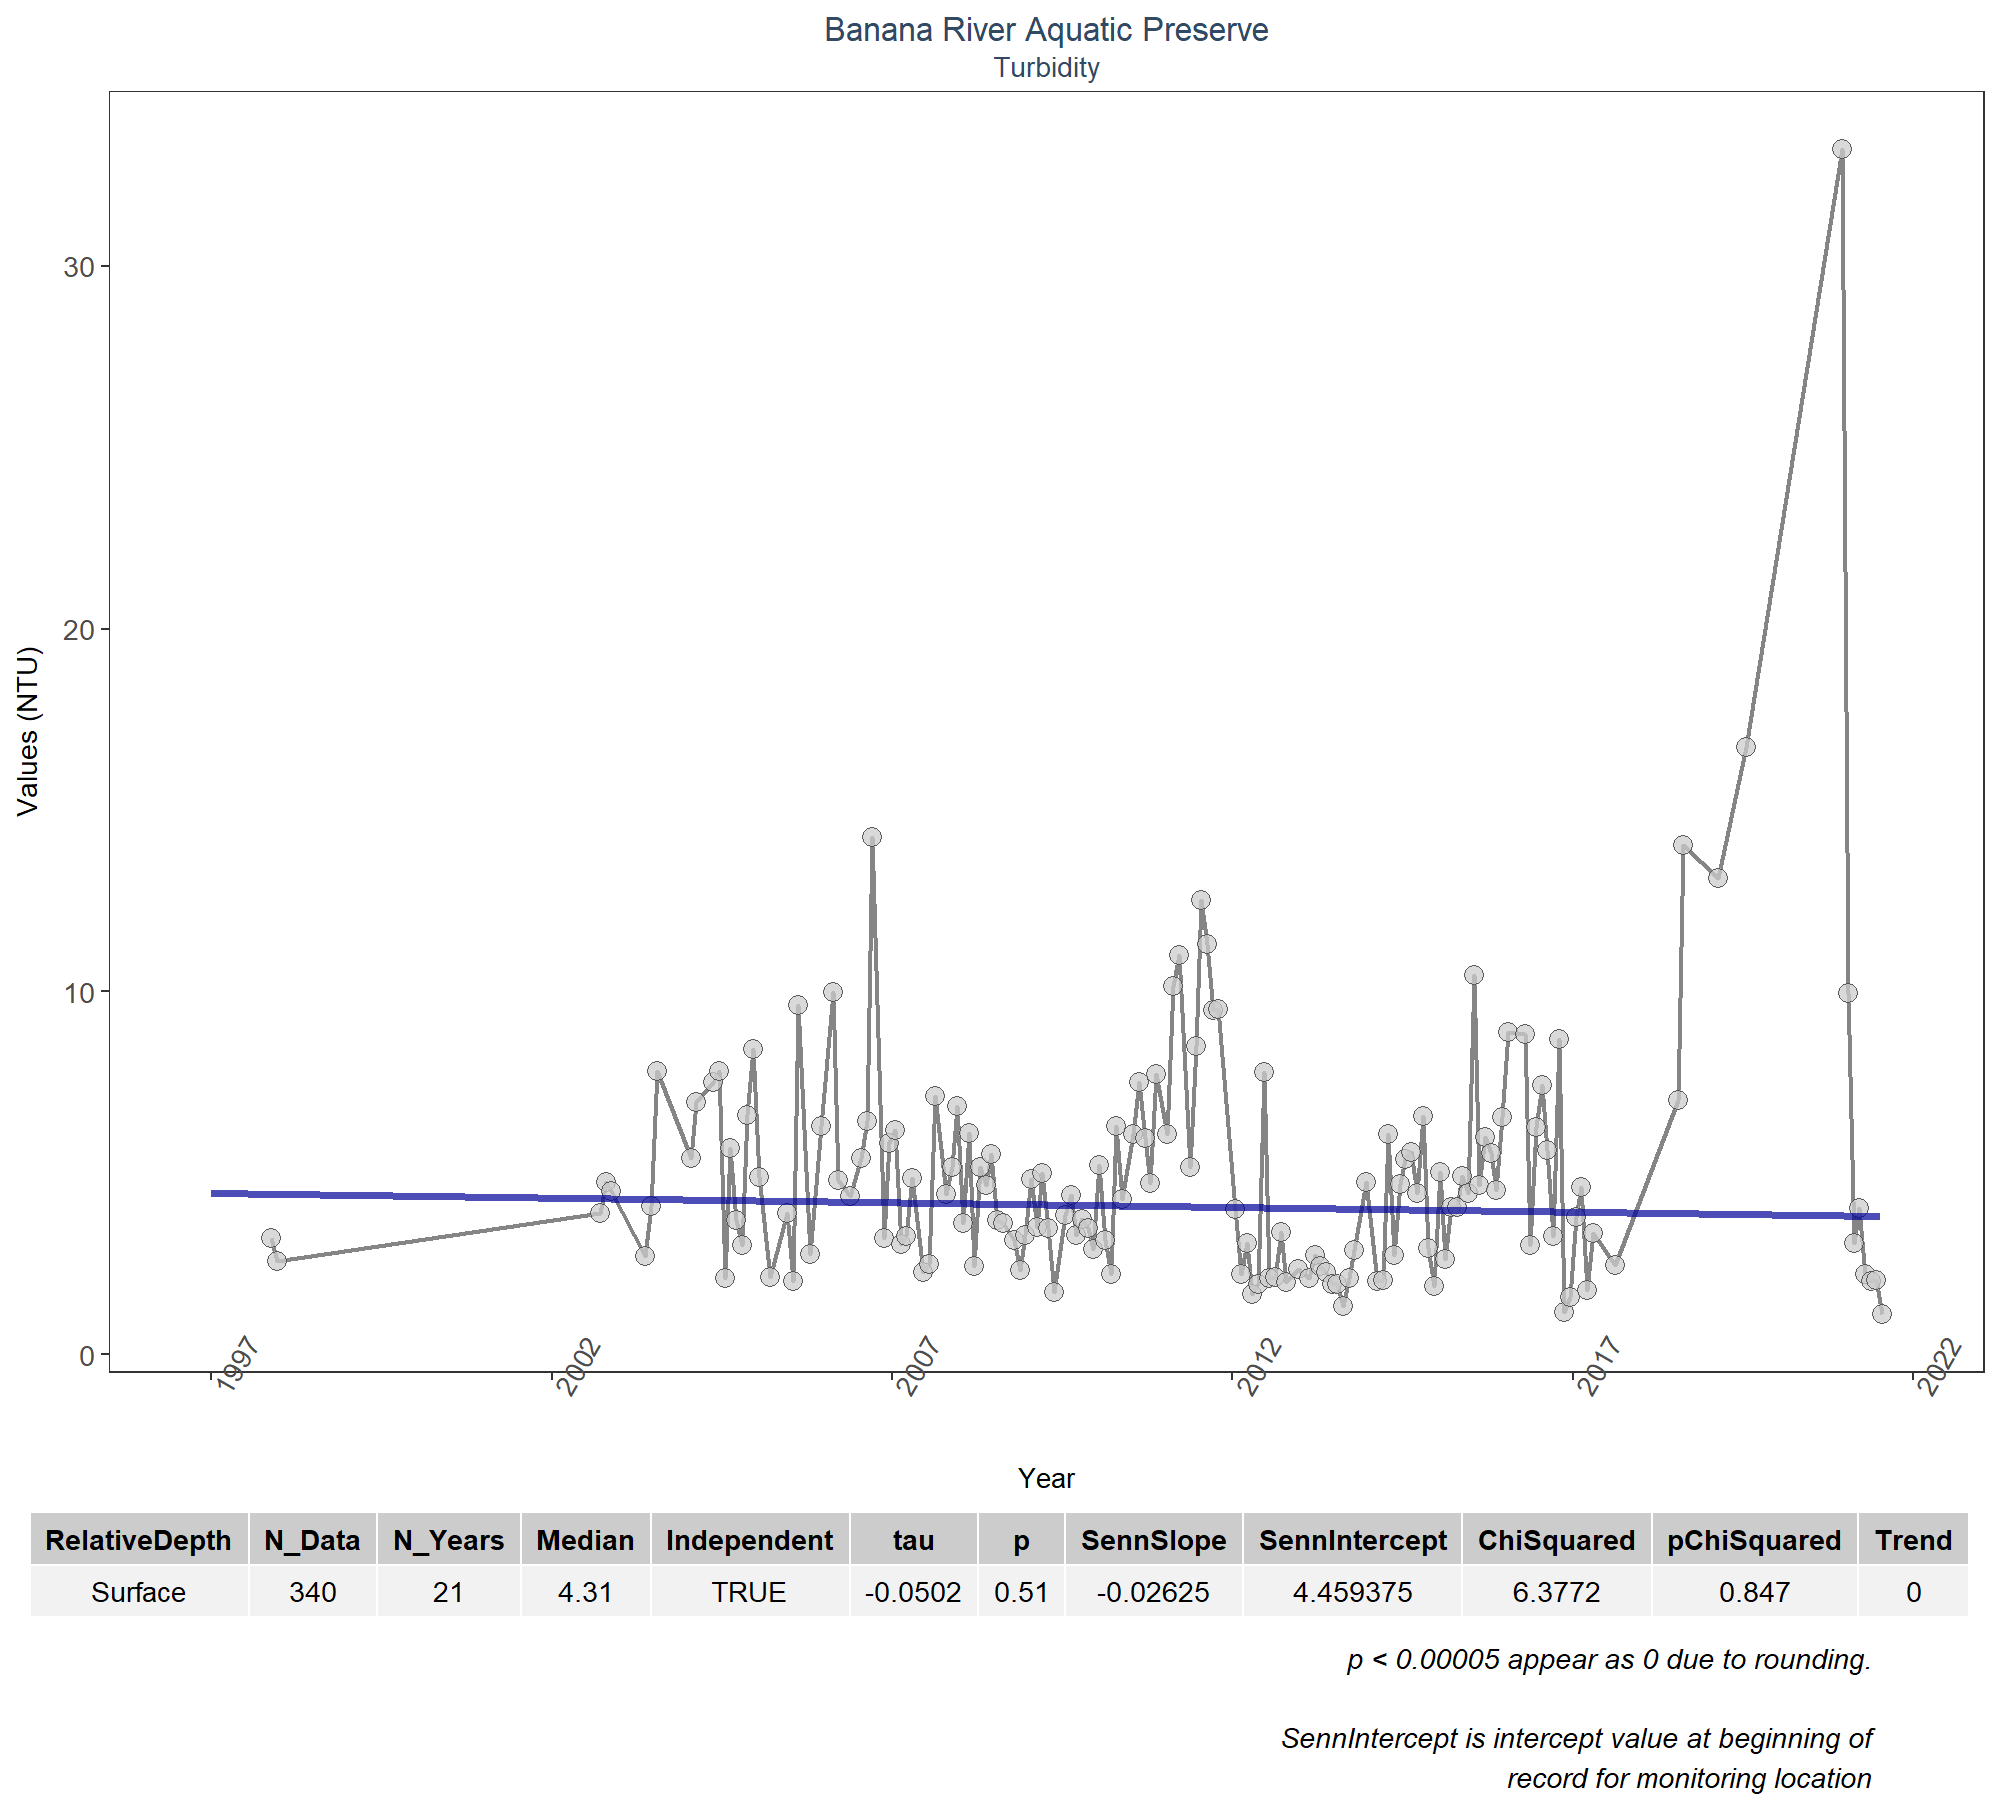 Banana River Aquatic Preserve
Turbidity
Values (NTU)
30
20
10
0
1997 2002 2007 2012 2017 2022
Year
RelativeDepth N_Data N_Years Median Independent tau p SennSlope SennIntercept ChiSquared pChiSquared Trend
Surface 340 21 4.31 TRUE -0.0502 0.51 -0.02625 4.459375 6.3772 0.847 0
p < 0.00005 appear as 0 due to rounding.
SennIntercept is intercept value at beginning of
record for monitoring location